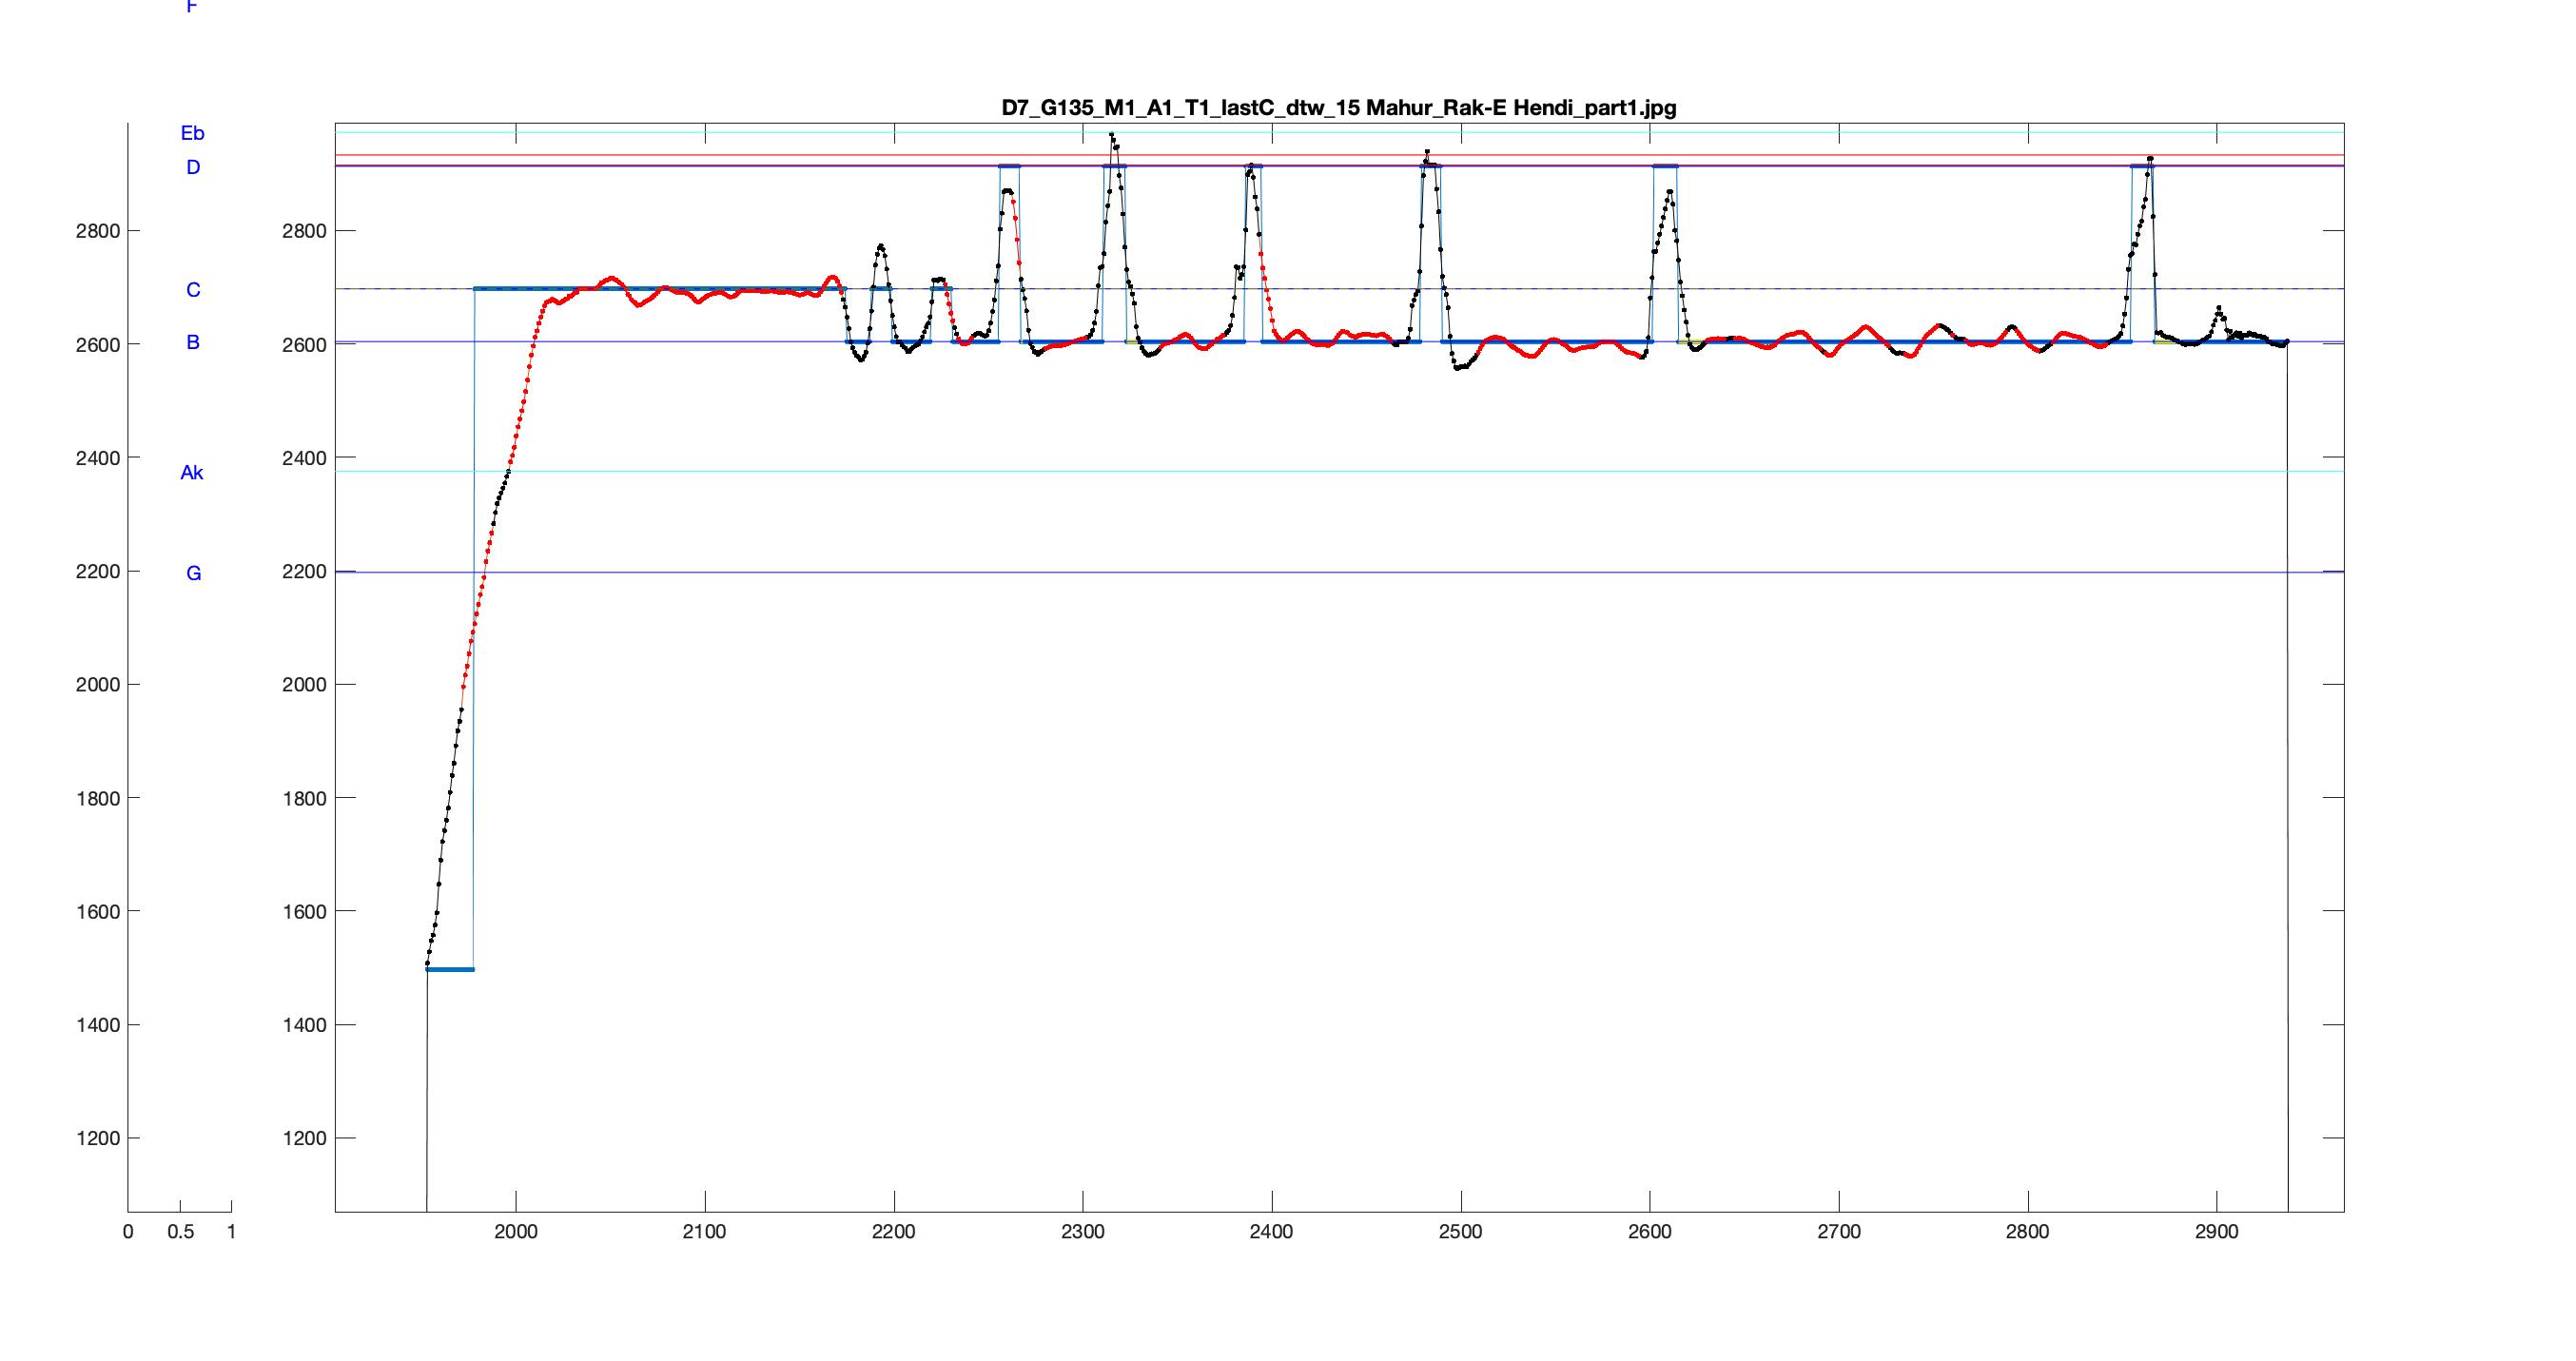 F
D7_G135_M1_A1_T1_lastC_dtw_15 Mahur_Rak-E Hendi_part1.jpg
Eb
D
2800 2800
C
2600 B 2600
2400 2400
Ak
2200 G 2200
2000 2000
1800 1800
1600 1600
1400 1400
1200 1200
0 0.5 1 2000 2100 2200 2300 2400 2500 2600 2700 2800 2900